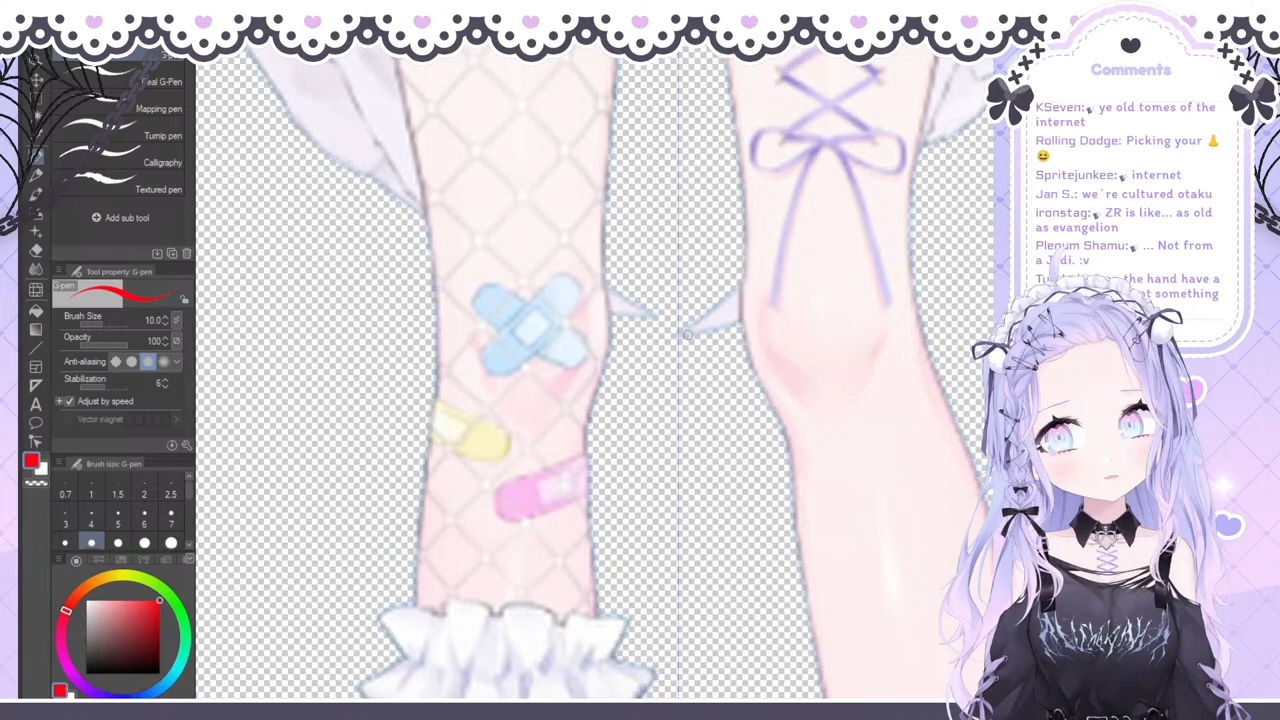 Real G-Pen
Mapping pen
Turnip pen
Calligraphy
Textured pen
Add sub tool
Tool property: G-pen
G-pen
Brush Size 10.0
Opacity 100
Anti-aliasing
Stabilization 6
Adjust by speed
Vector magnet
Brush size: G-pen
0.7 1 1.5 2 2.5
3 4 5 6 7
Comments
KSeven: ye old tomes of the
internet
Rolling Dodge: Picking your 👃
😆
Spritejunkee: internet
Jan S.: we´re cultured otaku
ironstag: ZR is like... as old
as evangelion
Plenum Shamu: ... Not from
a Jedi. :v
the hand have a
something